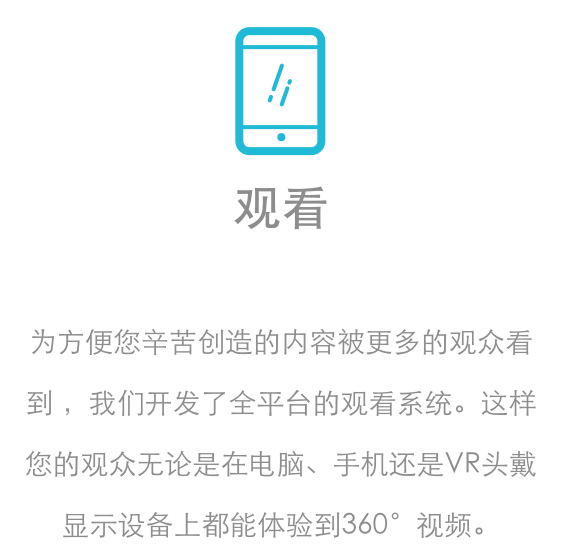 观看
为方便您辛苦创造的内容被更多的观众看
到，我们开发了全平台的观看系统。这样
您的观众无论是在电脑、手机还是VR头戴
显示设备上都能体验到360°视频。